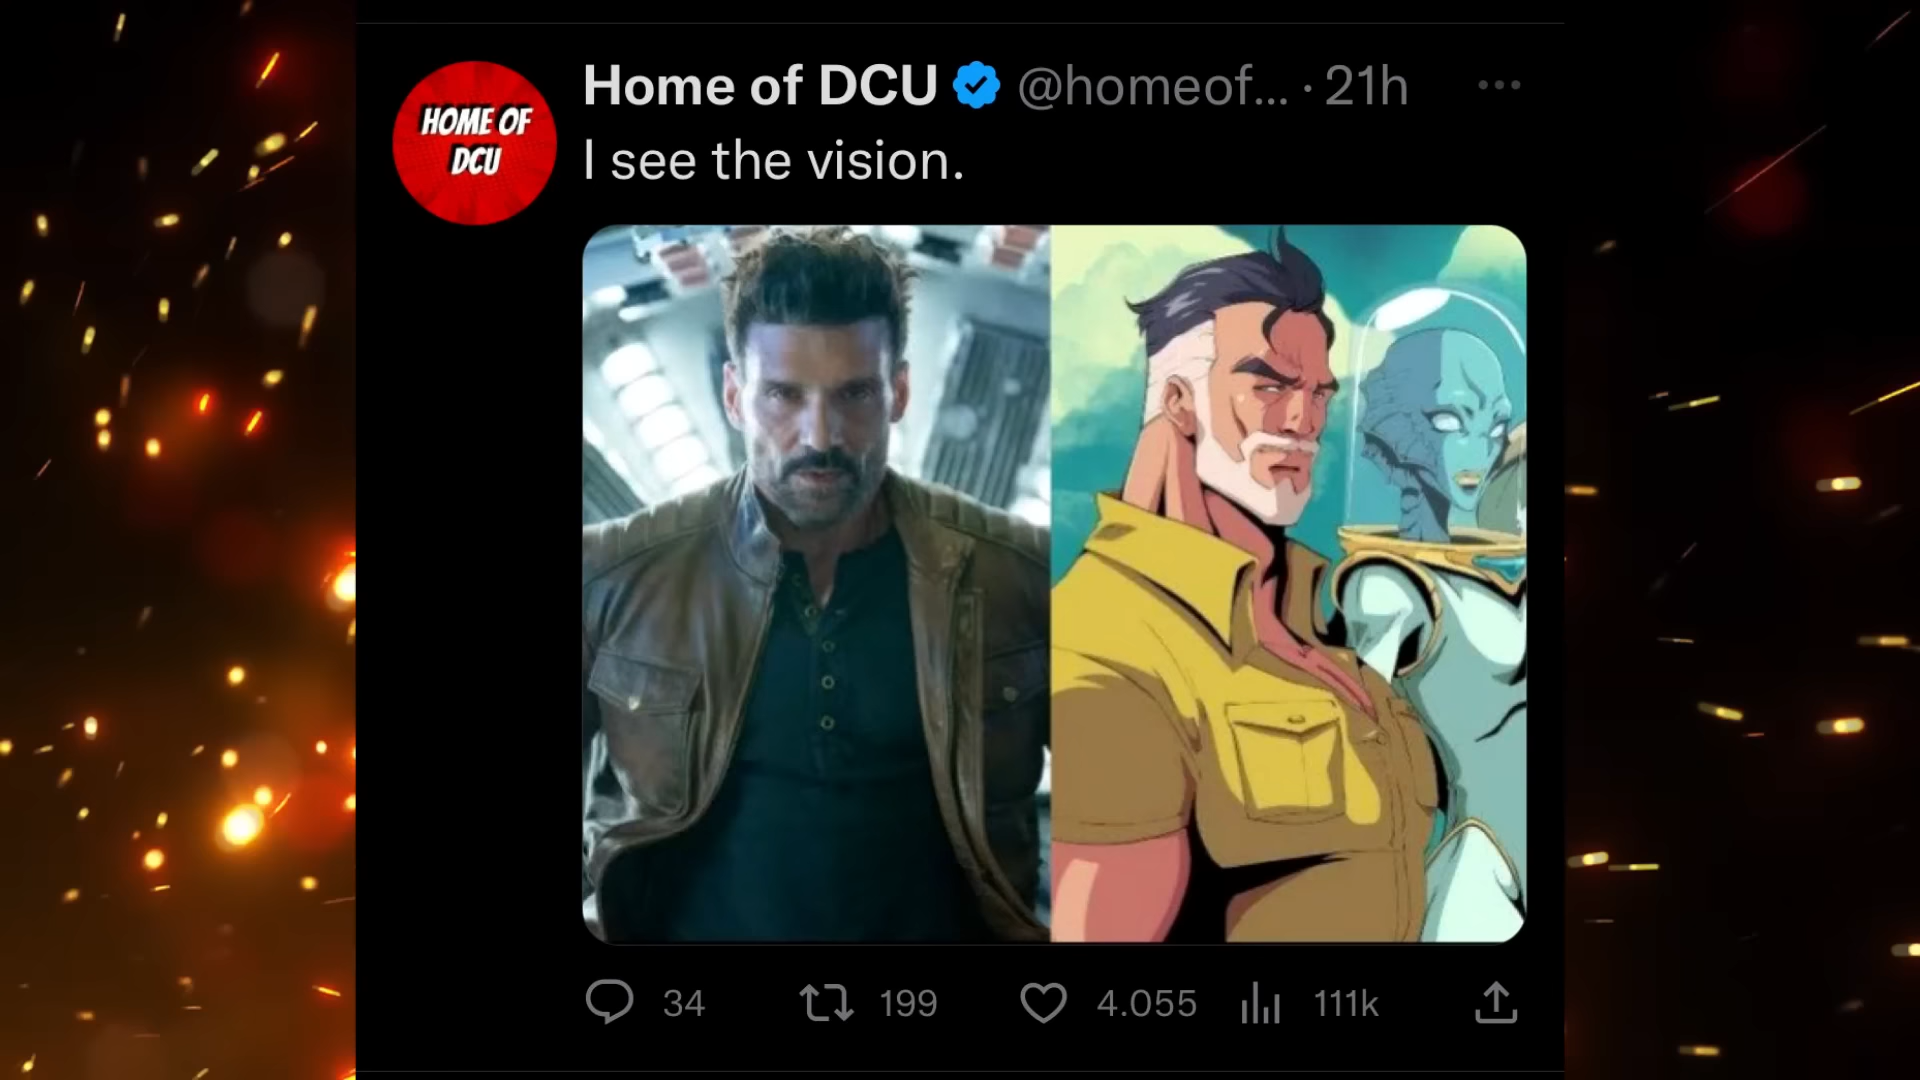 Home of DCU @homeof... · 21h
HOME OF
DCU
I see the vision.
34 199 4.055 111k